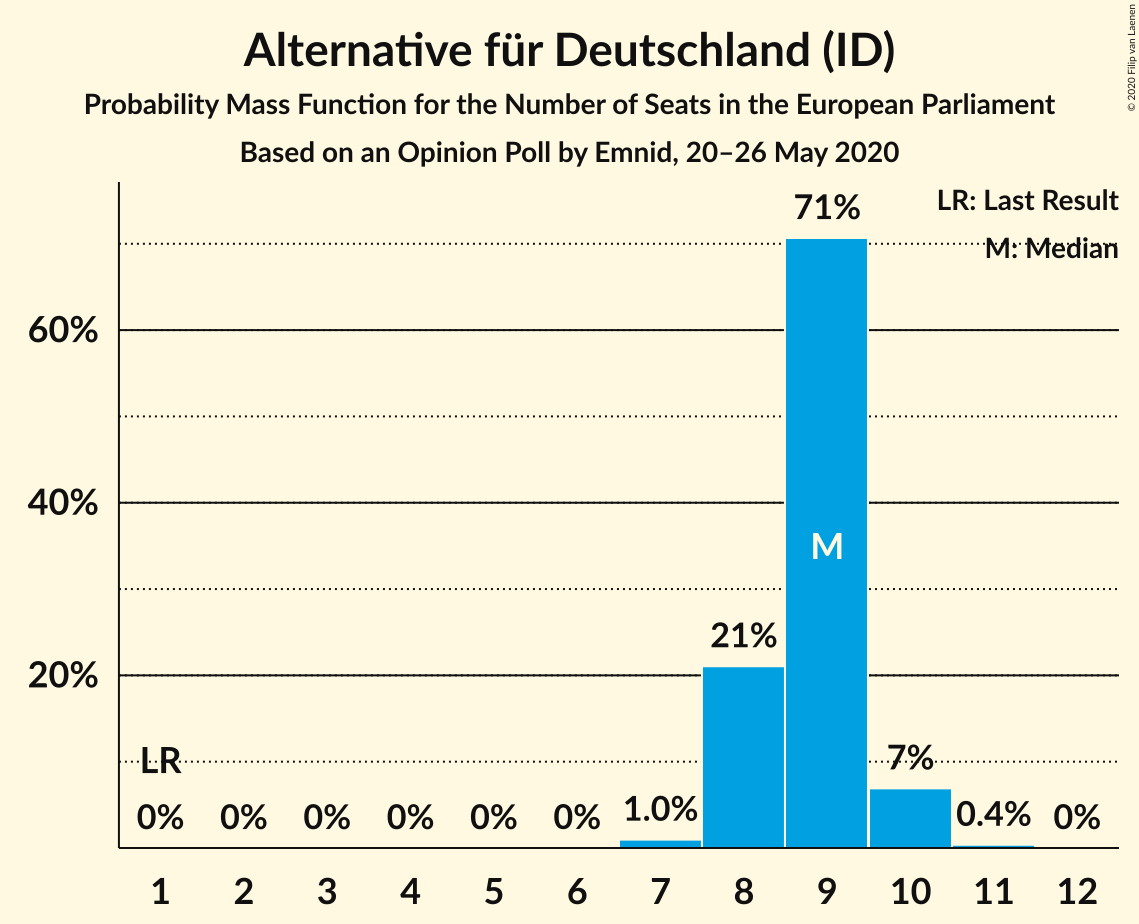 Alternative für Deutschland (ID)
Probability Mass Function for the Number of Seats in the European Parliament
Based on an Opinion Poll by Emnid, 20–26 May 2020
© 2020 Filip van Laenen
LR: Last Result
M: Median
60%
40%
20%
LR
0%
0%
0%
0%
0%
0%
1.0%
21%
71%
M
7%
0.4%
0%
1 2 3 4 5 6 7 8 9 10 11 12